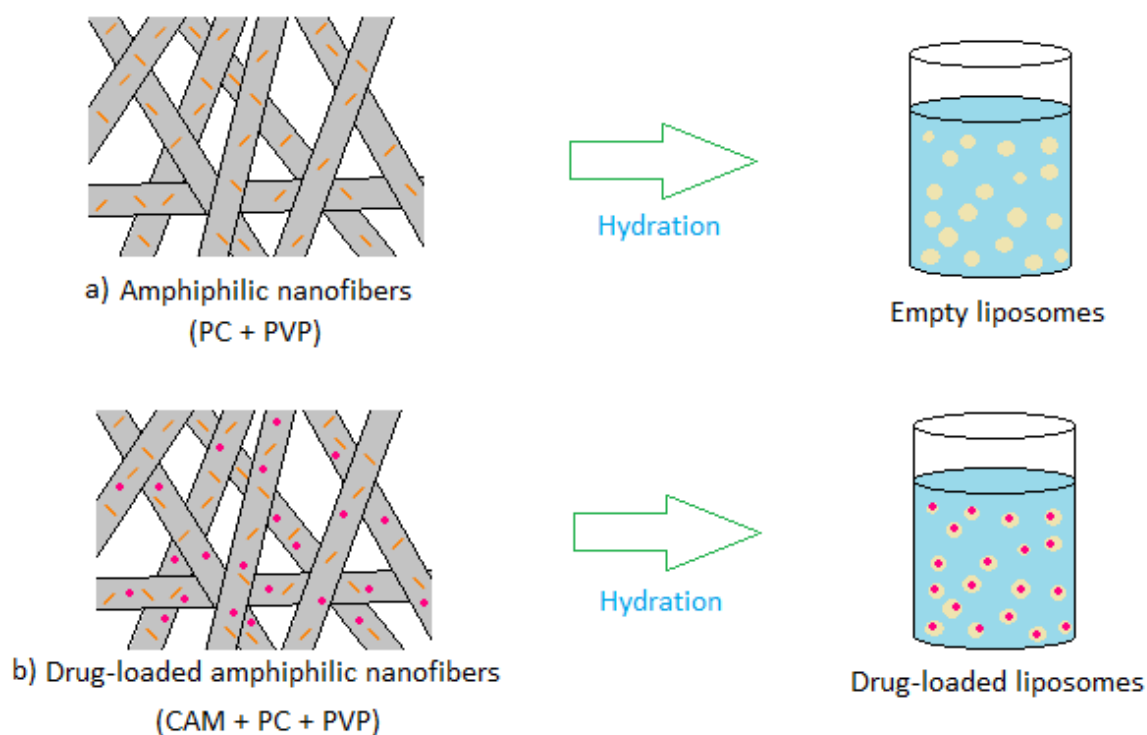 Hydration
a) Amphiphilic nanofibers
(PC + PVP)
Empty liposomes
Hydration
b) Drug-loaded amphiphilic nanofibers
(CAM + PC + PVP)
Drug-loaded liposomes